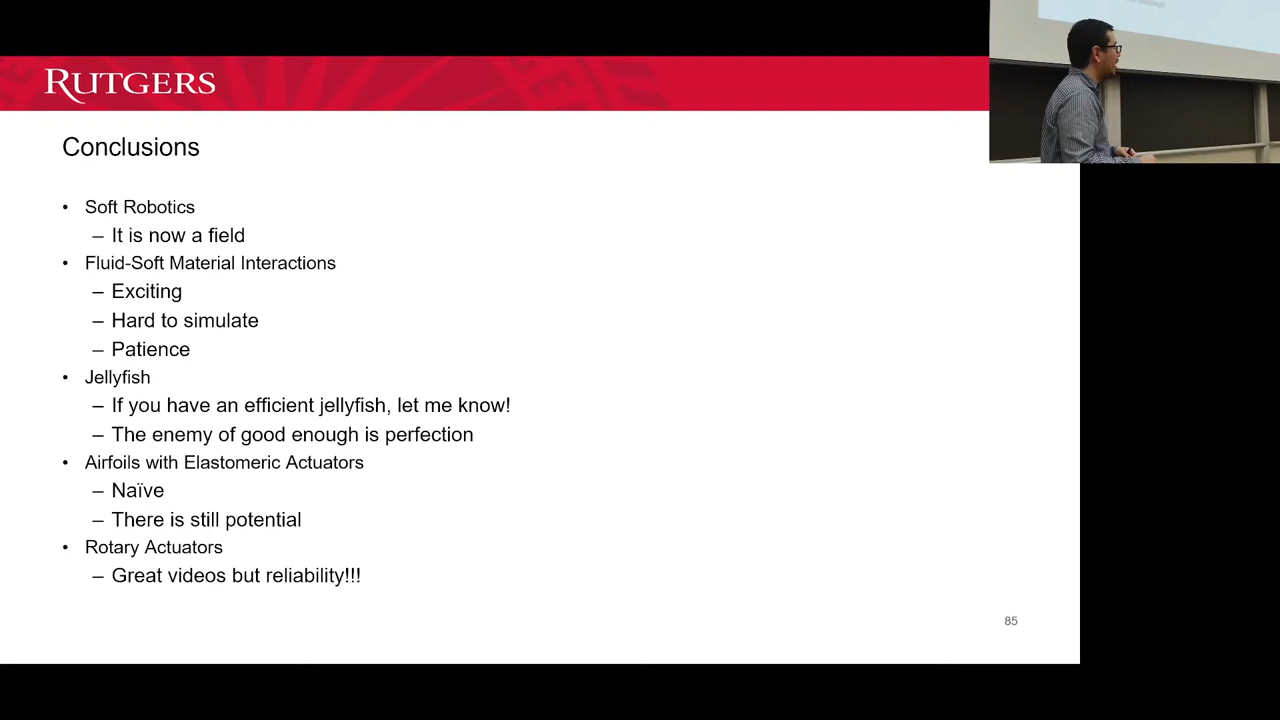 RUTGERS
Conclusions
• Soft Robotics
– It is now a field
• Fluid-Soft Material Interactions
– Exciting
– Hard to simulate
– Patience
• Jellyfish
– If you have an efficient jellyfish, let me know!
– The enemy of good enough is perfection
• Airfoils with Elastomeric Actuators
– Naïve
– There is still potential
• Rotary Actuators
– Great videos but reliability!!!
85